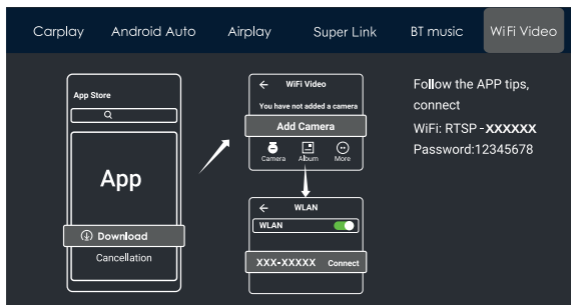 Carplay Android Auto Airplay Super Link BT music WiFi Video
App Store
App
Download
Cancellation
WiFi Video
You have not added a camera
Add Camera
Camera Album More
WLAN
WLAN
XXX-XXXXX Connect
Follow the APP tips,
connect
WiFi: RTSP -XXXXXX
Password:12345678